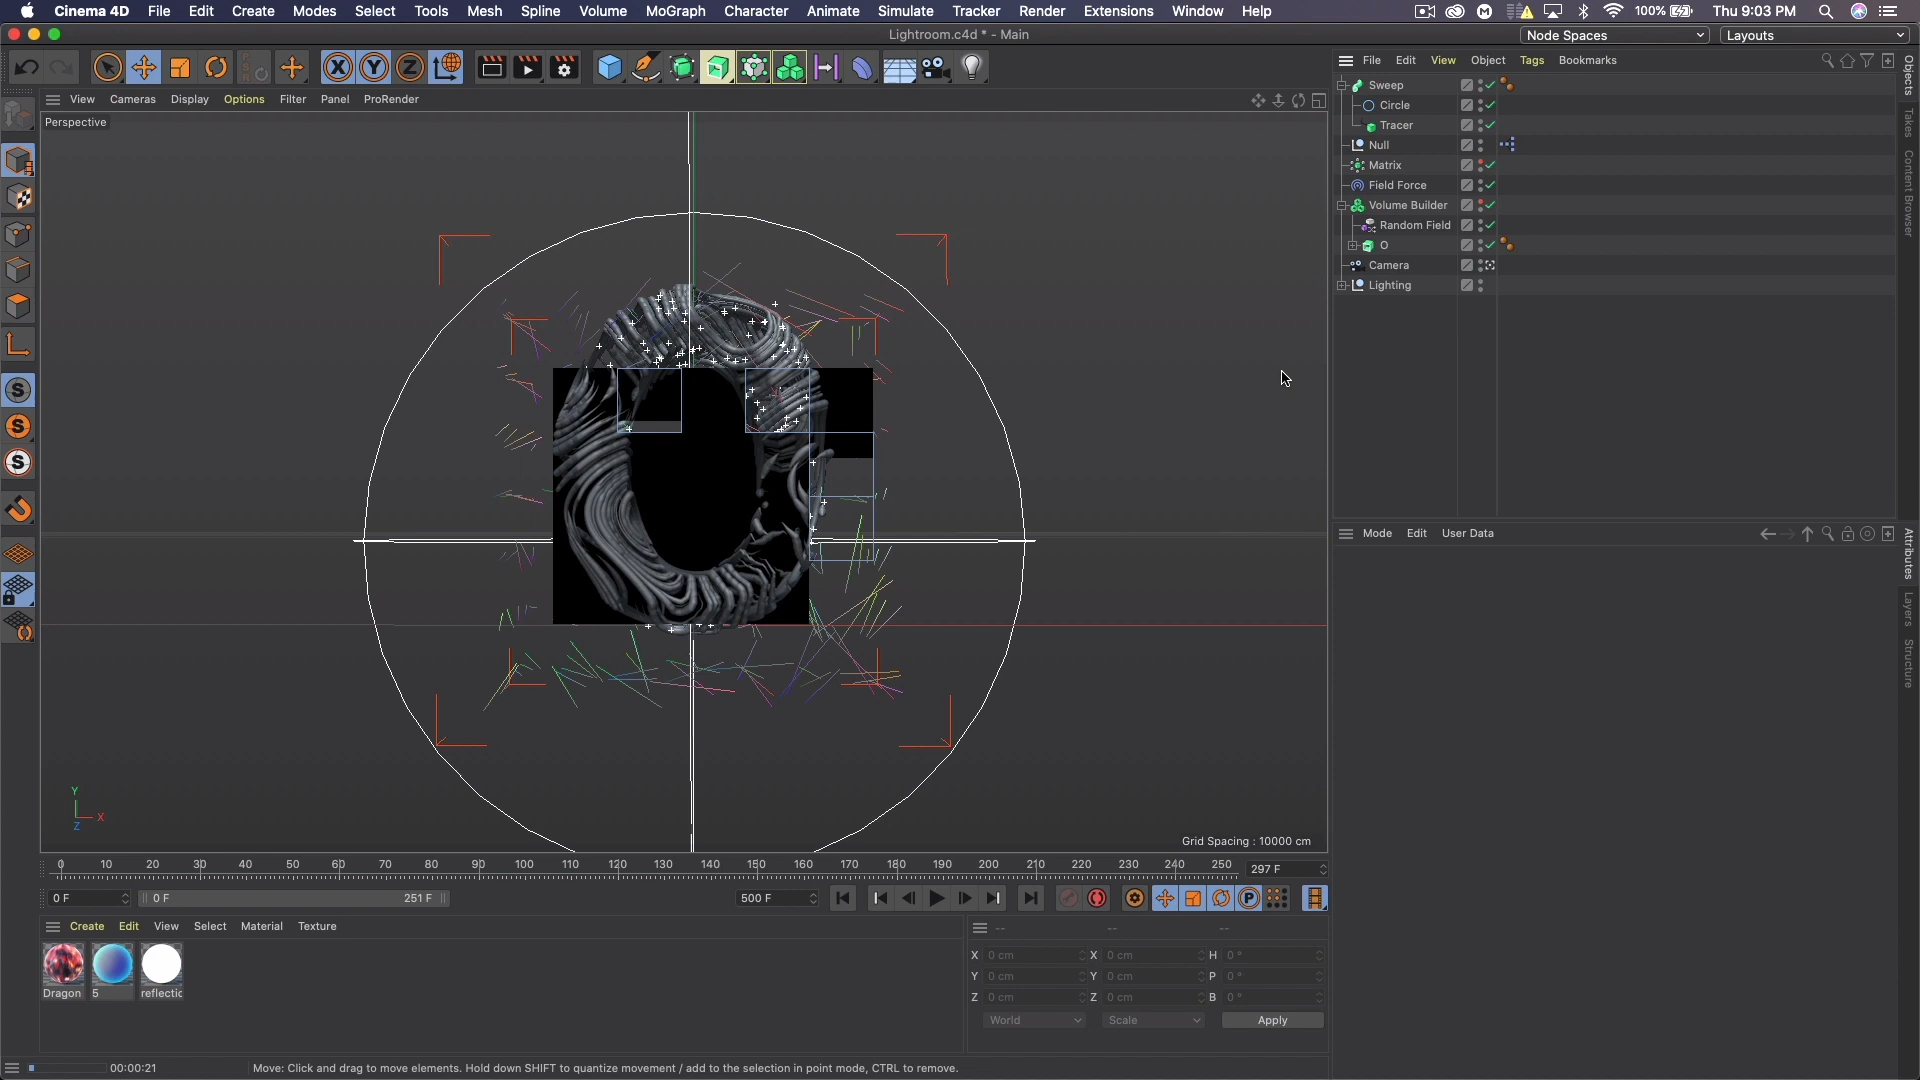 Cinema 4D File Edit Create Modes Select Tools Mesh Spline Volume MoGraph Character Animate Simulate Tracker Render Extensions Window Help 100% Thu 9:03 PM
Lightroom.c4d * - Main Node Spaces Layouts
View Cameras Display Options Filter Panel ProRender
Perspective
Y
X
Z
Grid Spacing : 10000 cm
File Edit View Object Tags Bookmarks
Sweep
Circle
Tracer
Null
Matrix
Field Force
Volume Builder
Random Field
O
Camera
Lighting
Objects
Takes
Content Browser
Mode Edit User Data
Attributes
Layers
Structure
0 10 20 30 40 50 60 70 80 90 100 110 120 130 140 150 160 170 180 190 200 210 220 230 240 250 297 F
0 F 0 F 251 F 500 F
Create Edit View Select Material Texture
Dragon 5 reflectic
-- -- --
X 0 cm X 0 cm H 0 °
Y 0 cm Y 0 cm P 0 °
Z 0 cm Z 0 cm B 0 °
World Scale Apply
00:00:21 Move: Click and drag to move elements. Hold down SHIFT to quantize movement / add to the selection in point mode, CTRL to remove.